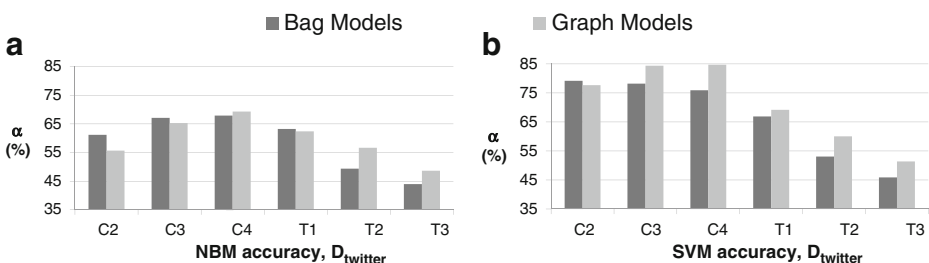 Bag Models Graph Models
a
85
75
65
55
45
35
α
(%)
C2 C3 C4 T1 T2 T3
NBM accuracy, Dtwitter
b
85
75
65
55
45
35
α
(%)
C2 C3 C4 T1 T2 T3
SVM accuracy, Dtwitter